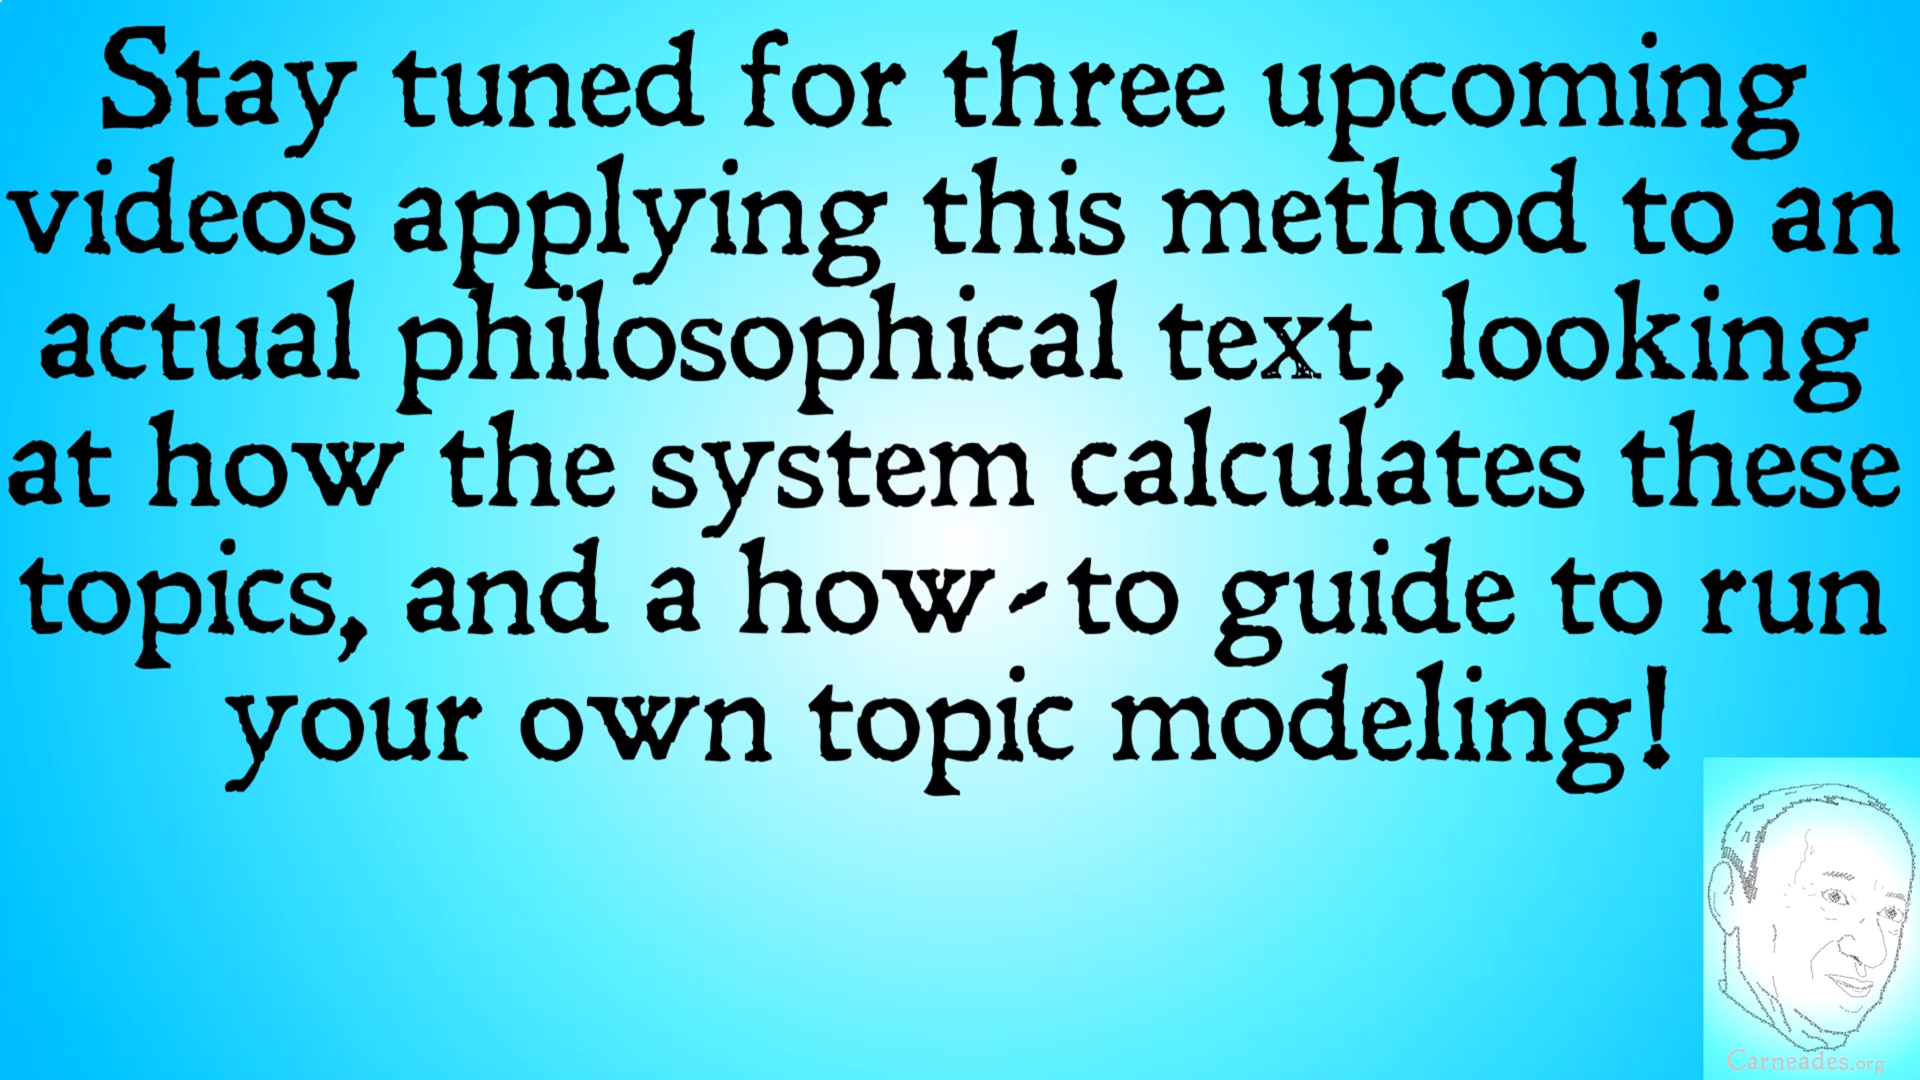 Stay tuned for three upcoming
videos applying this method to an
actual philosophical text, looking
at how the system calculates these
topics, and a how-to guide to run
your own topic modeling!
Carneades.org